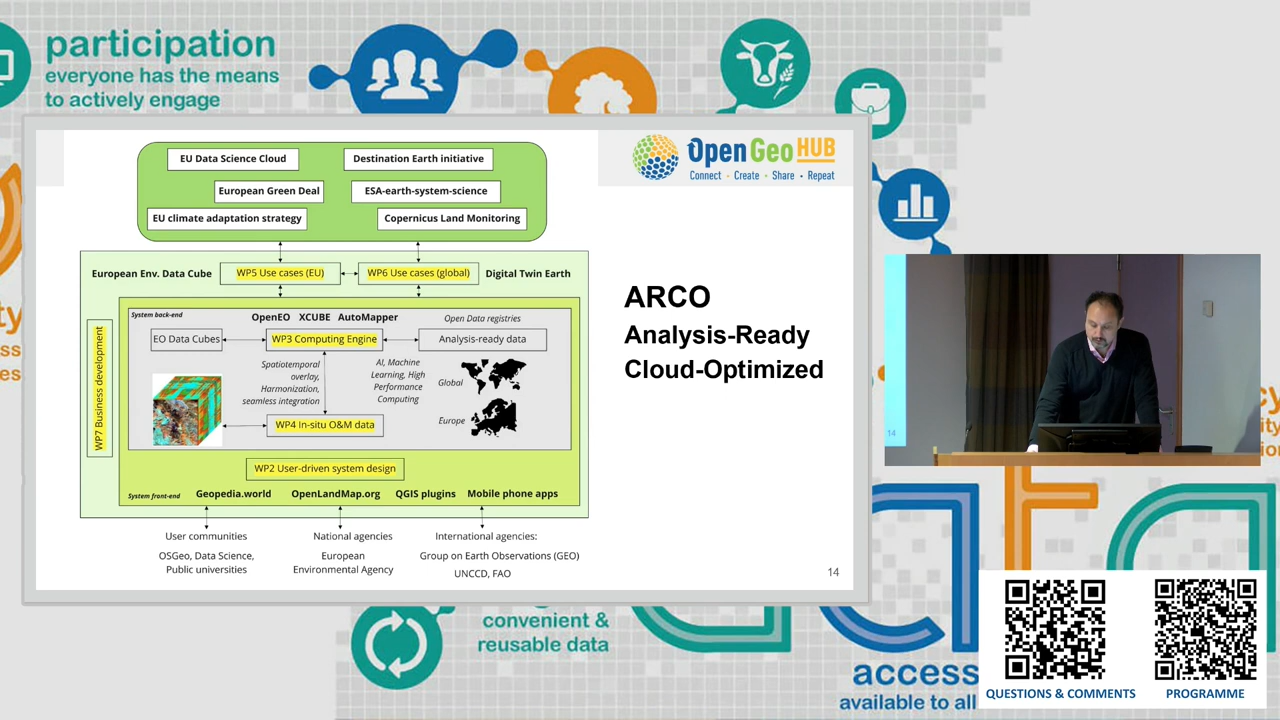 participation
everyone has the means
to actively engage
EU Data Science Cloud
Destination Earth initiative
European Green Deal
ESA-earth-system-science
EU climate adaptation strategy
Copernicus Land Monitoring
Open Geo HUB
Connect · Create · Share · Repeat
European Env. Data Cube
WP5 Use cases (EU)
WP6 Use cases (global)
Digital Twin Earth
System back-end
OpenEO XCUBE AutoMapper
Open Data registries
EO Data Cubes
WP3 Computing Engine
Analysis-ready data
Spatiotemporal
overlay,
Harmonization,
seamless integration
AI, Machine
Learning, High
Performance
Computing
Global
Europe
WP4 In-situ O&M data
WP7 Business development
WP2 User-driven system design
System front-end
Geopedia.world
OpenLandMap.org
QGIS plugins
Mobile phone apps
User communities
OSGeo, Data Science,
Public universities
National agencies
European
Environmental Agency
International agencies:
Group on Earth Observations (GEO)
UNCCD, FAO
ARCO
Analysis-Ready
Cloud-Optimized
14
14
convenient &
reusable data
access
available to all
QUESTIONS & COMMENTS
PROGRAMME